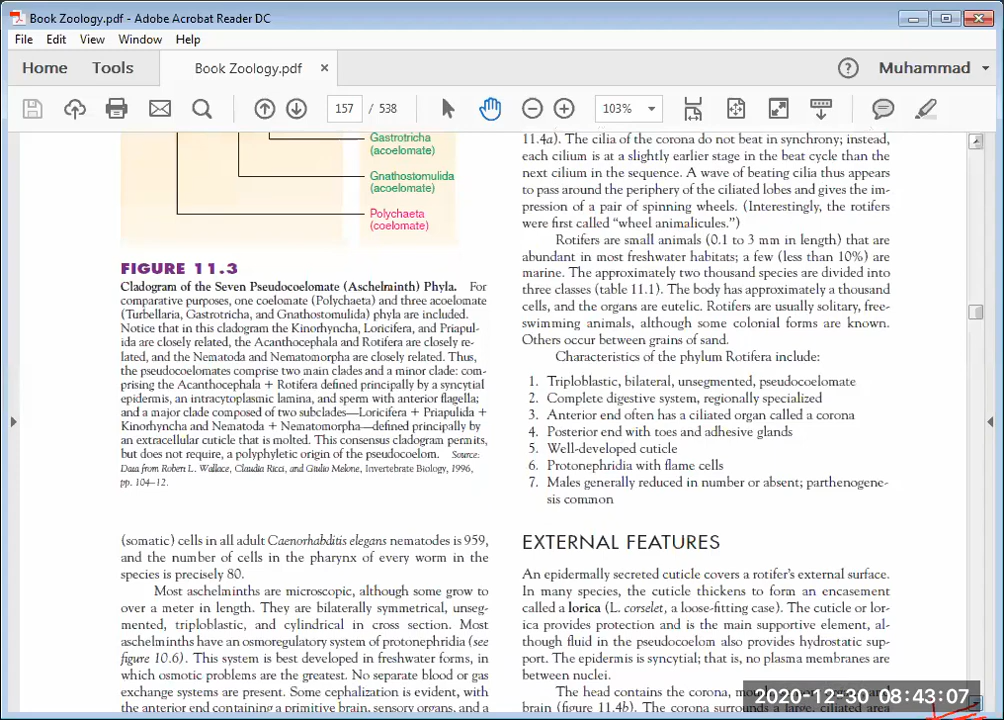 Book Zoology.pdf - Adobe Acrobat Reader DC
File Edit View Window Help
Home Tools Book Zoology.pdf × Muhammad
157 / 538 103%
Gastrotricha
(acoelomate)
Gnathostomulida
(acoelomate)
Polychaeta
(coelomate)
FIGURE 11.3
Cladogram of the Seven Pseudocoelomate (Aschelrainth) Phyla. For
comparative purposes, one coelomate (Polychaeta) and three acoelomate
(Turbellaria, Gastrotricha, and Gnathostomulida) phyla are included.
Notice that in this cladogram the Kinorhyncha, Loricifera, and Priapul-
ida are closely related, the Acanthocephala and Rotifera are closely re-
lated, and the Nematoda and Nematomorpha are closely related. Thus,
the pseudocoelomates comprise two main clades and a minor clade: com-
prising the Acanthocephala + Rotifera defined principally by a syncytial
epidermis, an intracytoplasmic lamina, and sperm with anterior flagella;
and a major clade composed of two subclades—Loricifera + Priapulida +
Kinorhyncha and Nematoda + Nematomorpha—defined principally by
an extracellular cuticle that is molted. This consensus cladogram permits,
but does not require, a polyphyletic origin of the pseudocoelom. Source:
Data from Robert L. Wallace, Claudia Ricci, and Giulio Melone, Invertebrate Biology, 1996,
pp. 104–12.
(somatic) cells in all adult Caenorhabditis elegans nematodes is 959,
and the number of cells in the pharynx of every worm in the
species is precisely 80.
Most aschelminths are microscopic, although some grow to
over a meter in length. They are bilaterally symmetrical, unseg-
mented, triploblastic, and cylindrical in cross section. Most
aschelminths have an osmoregulatory system of protonephridia (see
figure 10.6). This system is best developed in freshwater forms, in
which osmotic problems are the greatest. No separate blood or gas
exchange systems are present. Some cephalization is evident, with
the anterior end containing a primitive brain, sensory organs, and a
11.4a). The cilia of the corona do not beat in synchrony; instead,
each cilium is at a slightly earlier stage in the beat cycle than the
next cilium in the sequence. A wave of beating cilia thus appears
to pass around the periphery of the ciliated lobes and gives the im-
pression of a pair of spinning wheels. (Interestingly, the rotifers
were first called “wheel animalicules.”)
Rotifers are small animals (0.1 to 3 mm in length) that are
abundant in most freshwater habitats; a few (less than 10%) are
marine. The approximately two thousand species are divided into
three classes (table 11.1). The body has approximately a thousand
cells, and the organs are eutelic. Rotifers are usually solitary, free-
swimming animals, although some colonial forms are known.
Others occur between grains of sand.
Characteristics of the phylum Rotifera include:
1. Triploblastic, bilateral, unsegmented, pseudocoelomate
2. Complete digestive system, regionally specialized
3. Anterior end often has a ciliated organ called a corona
4. Posterior end with toes and adhesive glands
5. Well-developed cuticle
6. Protonephridia with flame cells
7. Males generally reduced in number or absent; parthenogene-
sis common
EXTERNAL FEATURES
An epidermally secreted cuticle covers a rotifer’s external surface.
In many species, the cuticle thickens to form an encasement
called a lorica (L. corselet, a loose-fitting case). The cuticle or lor-
ica provides protection and is the main supportive element, al-
though fluid in the pseudocoelom also provides hydrostatic sup-
port. The epidermis is syncytial; that is, no plasma membranes are
between nuclei.
The head contains the corona,
brain (figure 11.4b). The corona surrounds a large, ciliated area
2020-12-30 08:43:07